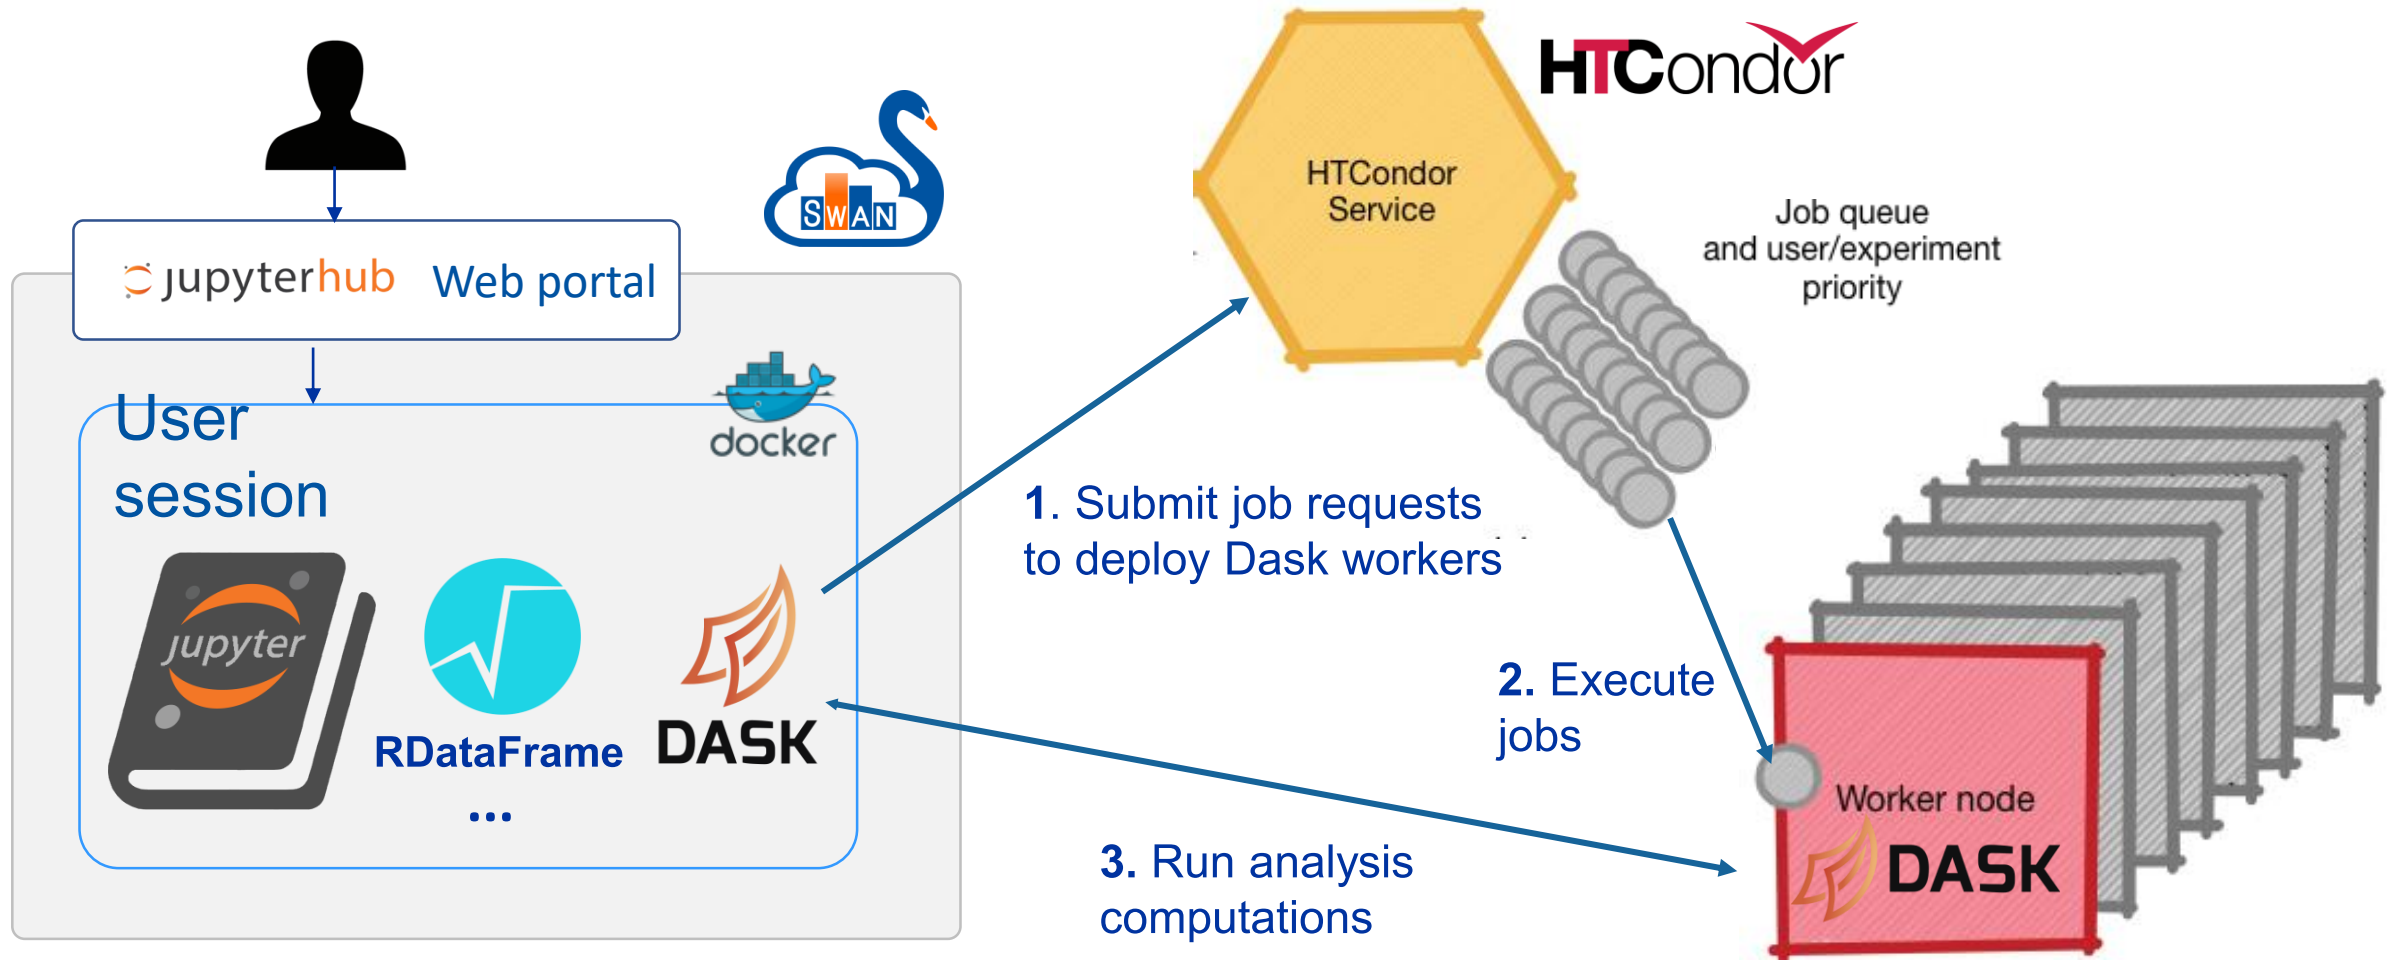 HTCondor
HTCondor
Service
SWAN
Job queue
and user/experiment
priority
jupyterhub Web portal
User
session
docker
1. Submit job requests
to deploy Dask workers
jupyter
RDataFrame
...
DASK
2. Execute
jobs
Worker node
DASK
3. Run analysis
computations